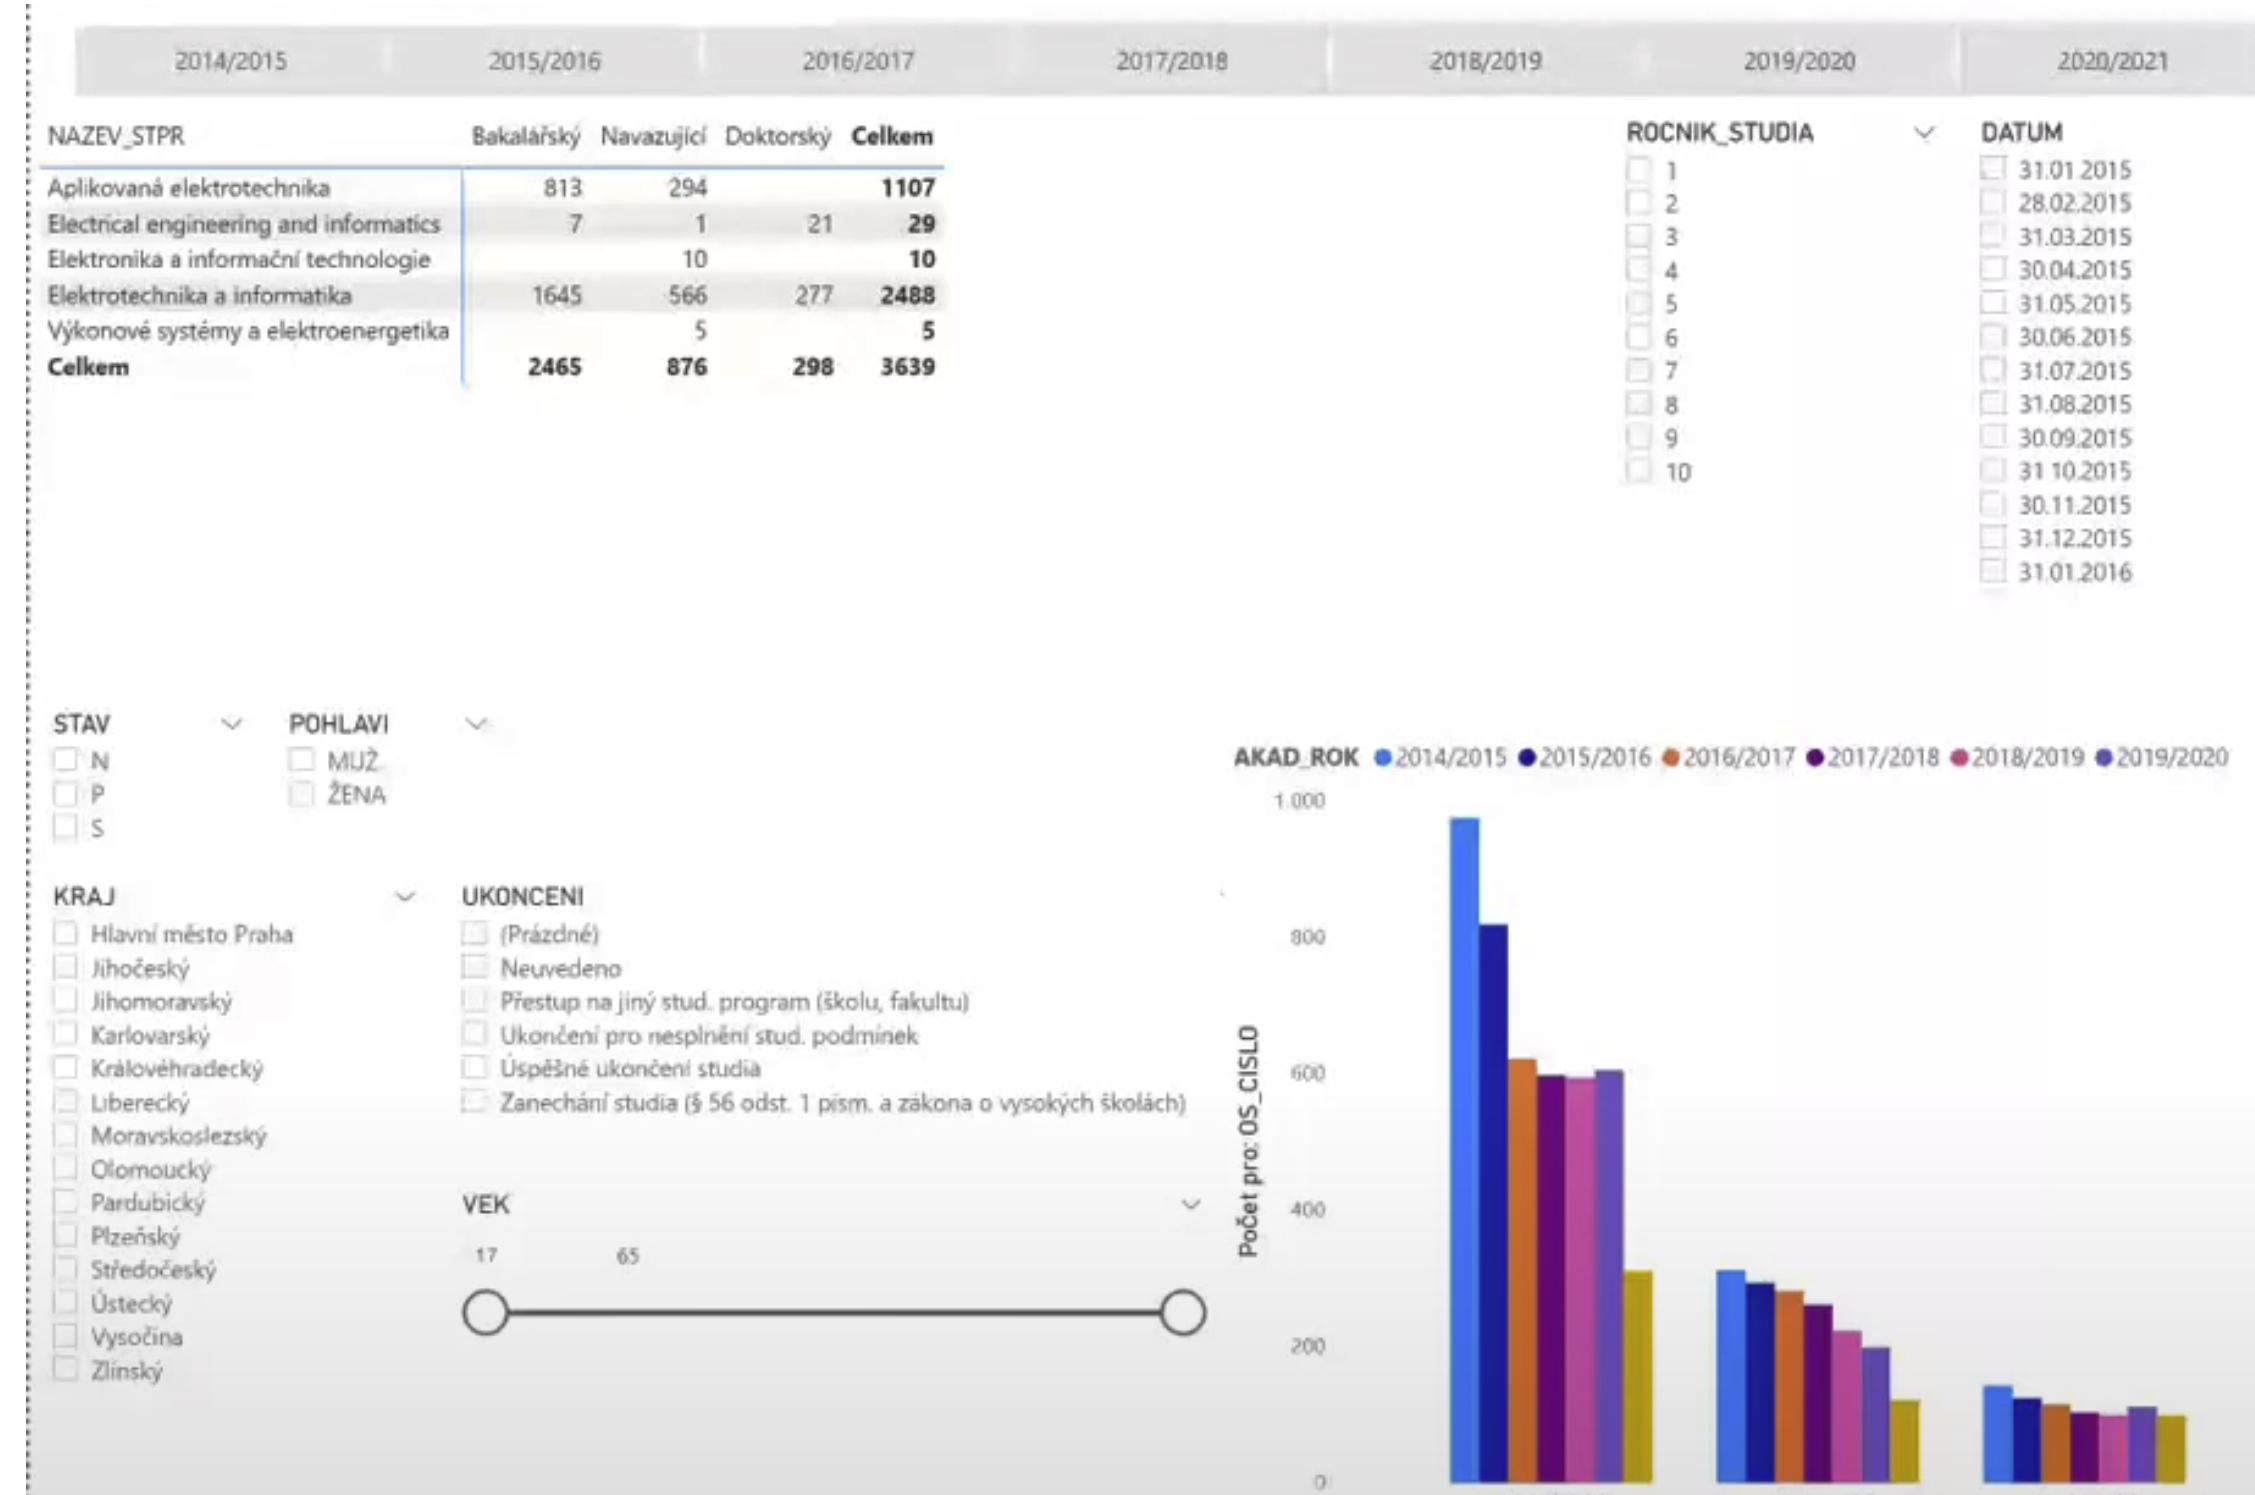 2014/2015 2015/2016 2016/2017 2017/2018 2018/2019 2019/2020 2020/2021
NAZEV_STPR Bakalářský Navazující Doktorský Celkem
Aplikovaná elektrotechnika 813 294 1107
Electrical engineering and informatics 7 1 21 29
Elektronika a informační technologie 10 10
Elektrotechnika a informatika 1645 566 277 2488
Výkonové systémy a elektroenergetika 5 5
Celkem 2465 876 298 3639
ROCNIK_STUDIA
1
2
3
4
5
6
7
8
9
10
DATUM
31.01.2015
28.02.2015
31.03.2015
30.04.2015
31.05.2015
30.06.2015
31.07.2015
31.08.2015
30.09.2015
31.10.2015
30.11.2015
31.12.2015
31.01.2016
STAV
N
P
S
POHLAVI
MUŽ
ŽENA
KRAJ
Hlavní město Praha
Jihočeský
Jihomoravský
Karlovarský
Královéhradecký
Liberecký
Moravskoslezský
Olomoucký
Pardubický
Plzeňský
Středočeský
Ústecký
Vysočina
Zlínský
UKONCENI
(Prázdné)
Neuvedeno
Přestup na jiný stud. program (školu, fakultu)
Ukončení pro nesplnění stud. podmínek
Úspěšné ukončení studia
Zanechání studia (§ 56 odst. 1 písm. a zákona o vysokých školách)
VEK
17 65
AKAD_ROK 2014/2015 2015/2016 2016/2017 2017/2018 2018/2019 2019/2020
Počet pro: OS_CISLO
1 000
800
600
400
200
0